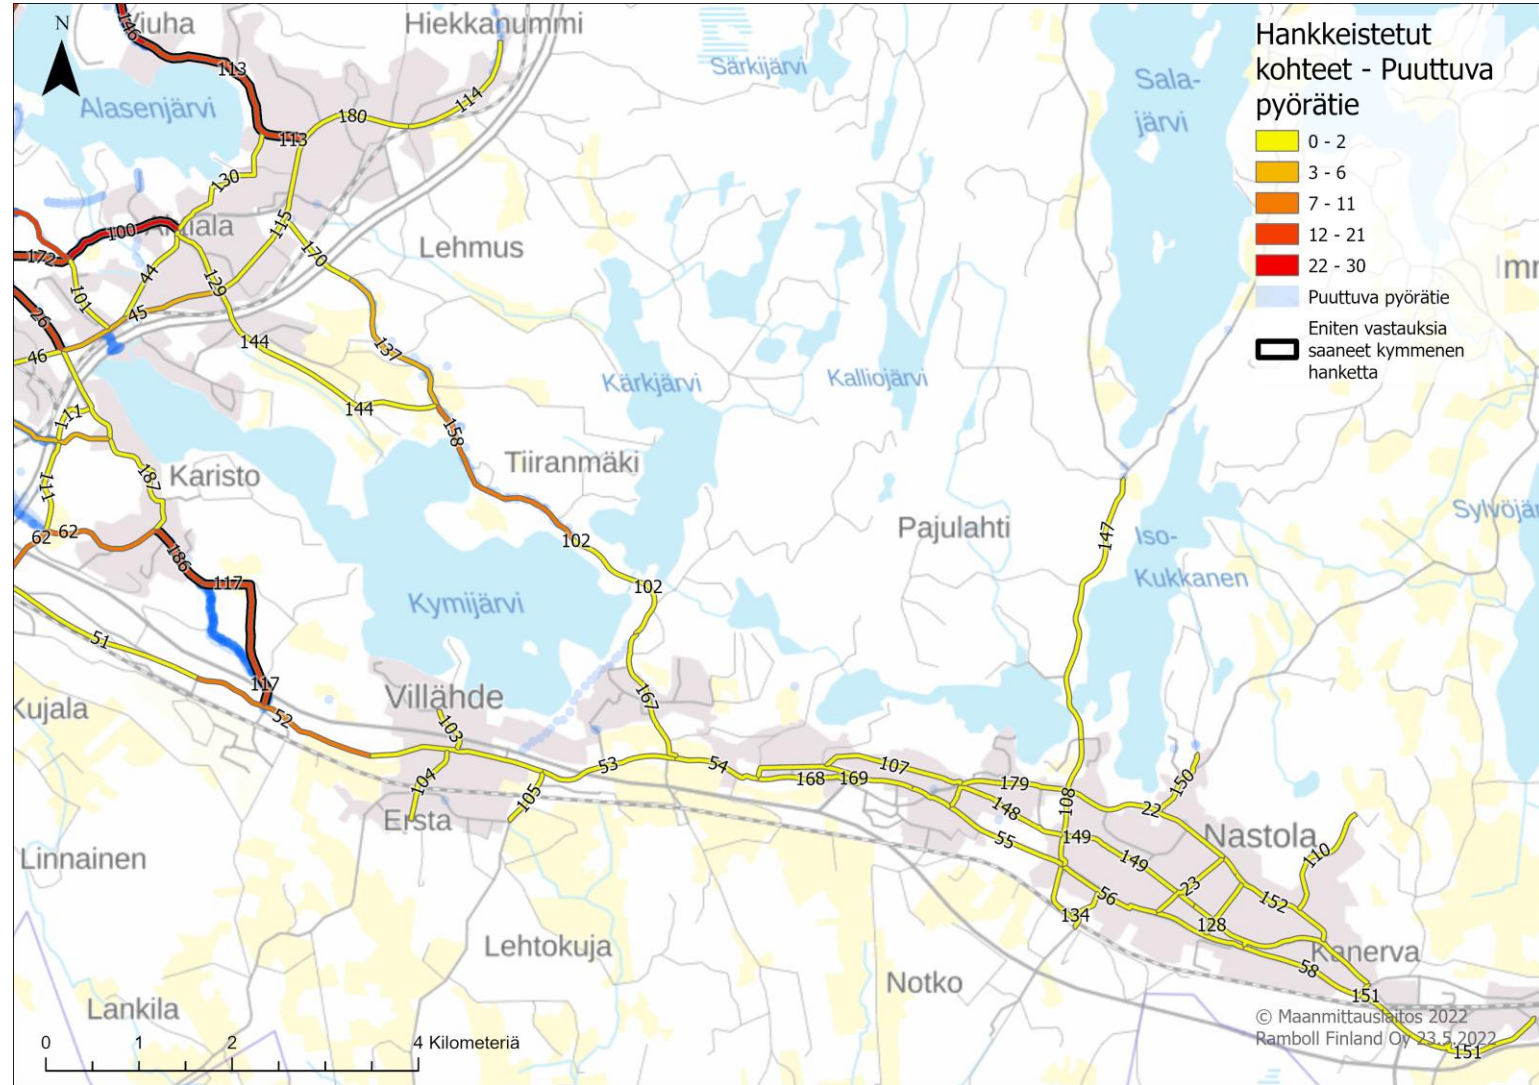 N
Hiekkanummi
Alasenjärvi
146
113
113
180
114
130
115
170
100
172
44
129
101
45
26
46
144
144
137
158
Lehmus
Särkijärvi
Sala-
järvi
Kärkjärvi
Kalliojärvi
Hankkeistetut
kohteet - Puuttuva
pyörätie
0 - 2
3 - 6
7 - 11
12 - 21
22 - 30
Puuttuva pyörätie
Eniten vastauksia
saaneet kymmenen
hanketta
111
111
187
Karisto
Tiiranmäki
Pajulahti
62
62
186
117
117
102
102
147
Iso-
Kukkanen
Kymijärvi
51
52
Kujala
Villähde
103
104
105
Ersta
53
54
167
168
169
107
179
108
148
149
149
55
56
22
150
23
128
134
110
152
58
151
151
Nastola
Kanerva
Linnainen
Lehtokuja
Notko
Lankila
0
1
2
4 Kilometeriä
© Maanmittauslaitos 2022
Ramboll Finland Oy 23.5.2022